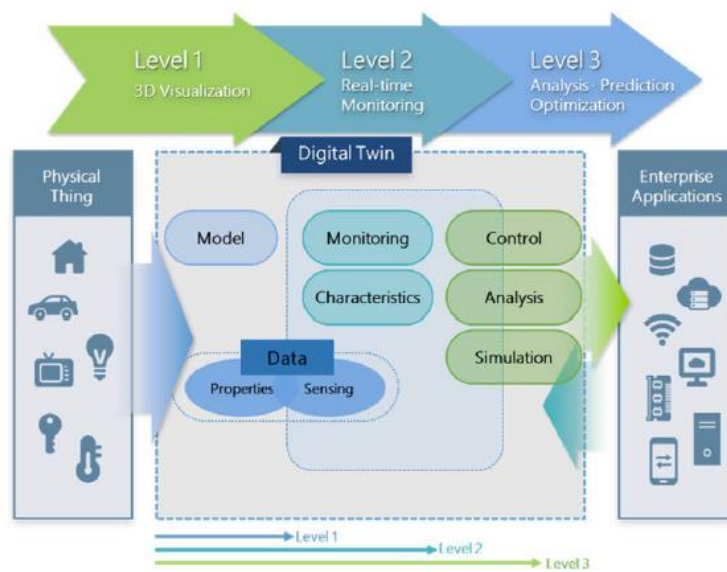 Level 1
3D Visualization
Level 2
Real-time
Monitoring
Level 3
Analysis · Prediction
Optimization
Digital Twin
Physical
Thing
Enterprise
Applications
Model
Monitoring
Control
Characteristics
Analysis
Data
Simulation
Properties
Sensing
Level 1
Level 2
Level 3